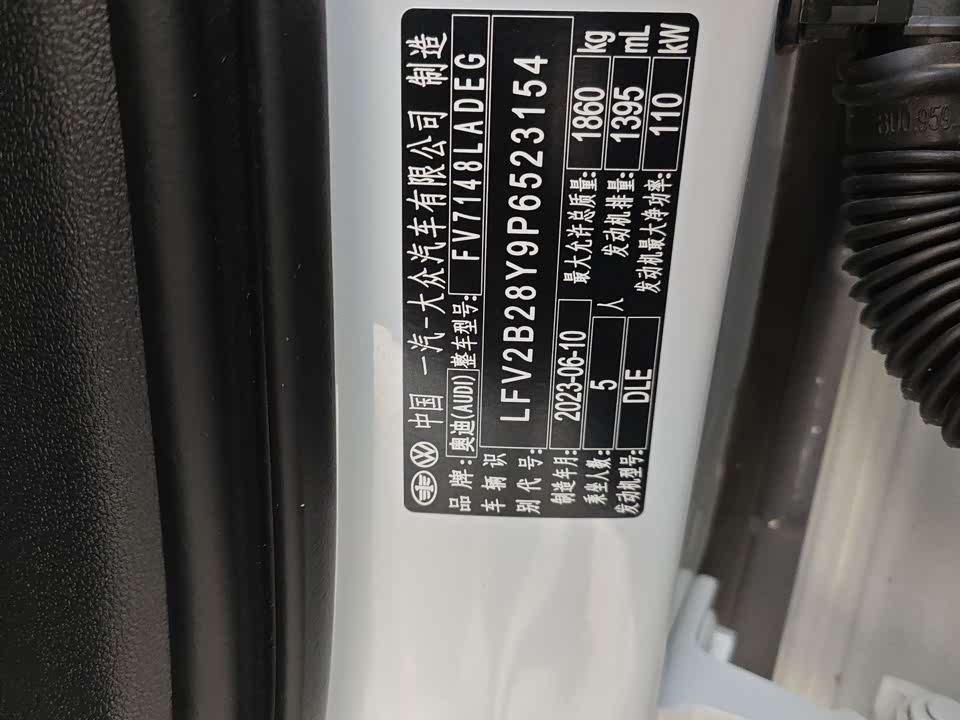 中国 一汽-大众汽车有限公司 制造
品牌: 奥迪(AUDI) 整车型号: FV7148LADEG
车辆识
别代号: LFV2B28Y9P6523154
制造年月: 2023-06-10 最大允许总质量: 1860 kg
乘坐人数: 5 人 发动机排量: 1395 mL
发动机型号: DLE 发动机最大净功率: 110 kW
8U0.959